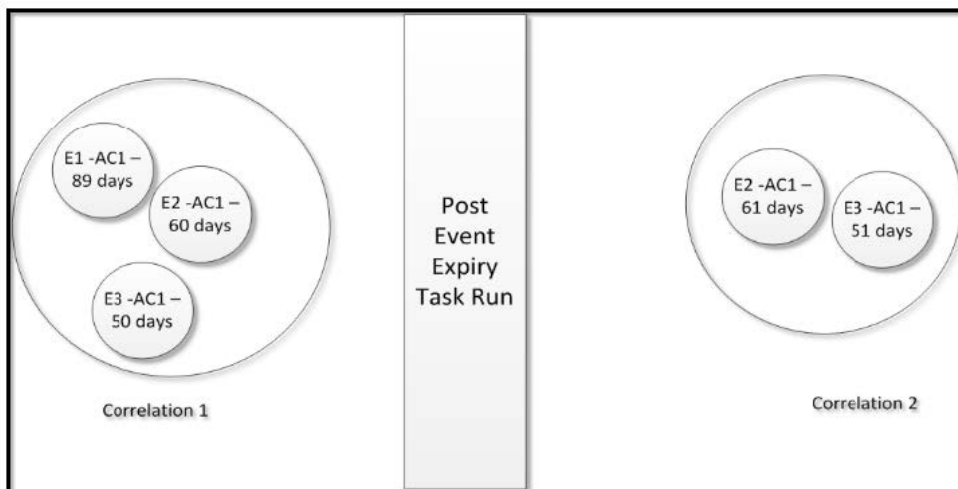 E1 -AC1 –
89 days
E2 -AC1 –
60 days
E3 -AC1 –
50 days
Correlation 1
Post
Event
Expiry
Task Run
E2 -AC1 –
61 days
E3 -AC1 –
51 days
Correlation 2